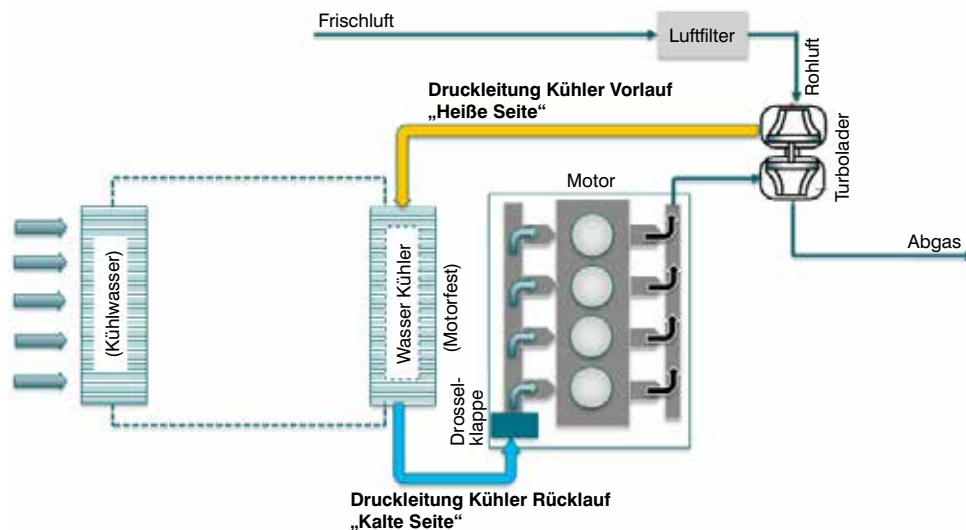 Frischluft
Luftfilter
Rohluft
Druckleitung Kühler Vorlauf
„Heiße Seite“
Turbolader
Motor
Abgas
(Kühlwasser)
Wasser Kühler
(Motorfest)
Drossel-
klappe
Druckleitung Kühler Rücklauf
„Kalte Seite“